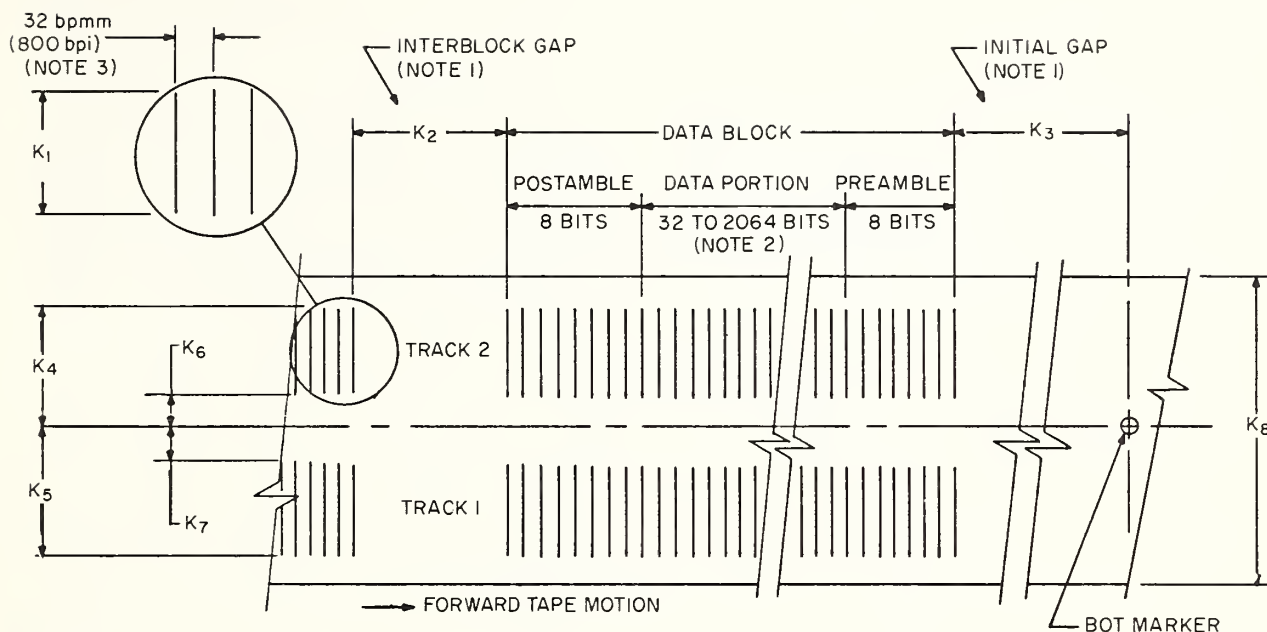 32 bpmm
(800 bpi)
(NOTE 3)
INTERBLOCK GAP
(NOTE 1)
INITIAL GAP
(NOTE 1)
K1
K2
DATA BLOCK
K3
POSTAMBLE
DATA PORTION
PREAMBLE
8 BITS
32 TO 2064 BITS
(NOTE 2)
8 BITS
K4
K6
TRACK 2
K8
K5
K7
TRACK 1
FORWARD TAPE MOTION
BOT MARKER